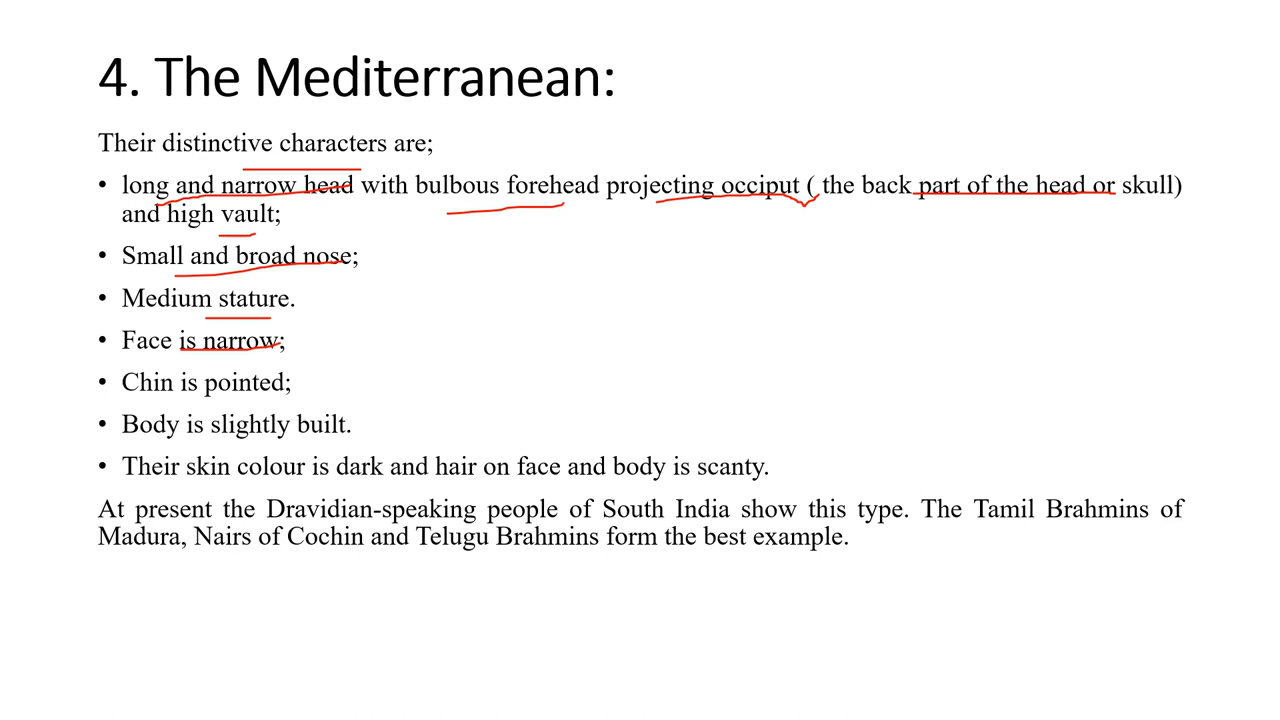 4. The Mediterranean:
Their distinctive characters are;
• long and narrow head with bulbous forehead projecting occiput ( the back part of the head or skull)
and high vault;
• Small and broad nose;
• Medium stature.
• Face is narrow;
• Chin is pointed;
• Body is slightly built.
• Their skin colour is dark and hair on face and body is scanty.
At present the Dravidian-speaking people of South India show this type. The Tamil Brahmins of
Madura, Nairs of Cochin and Telugu Brahmins form the best example.